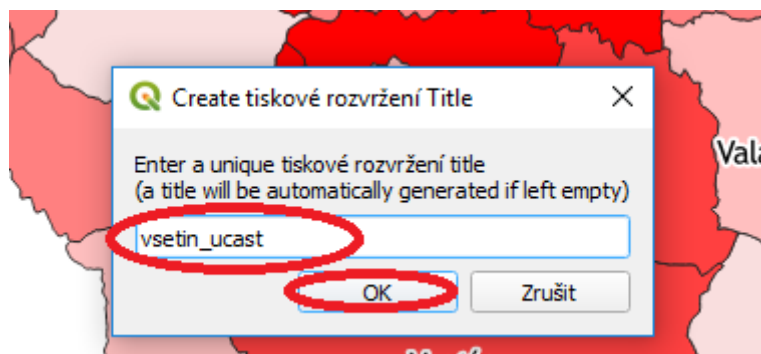 Create tiskové rozvržení Title
Vala
Enter a unique tiskové rozvržení title
(a title will be automatically generated if left empty)
vsetin_ucast
OK Zrušit